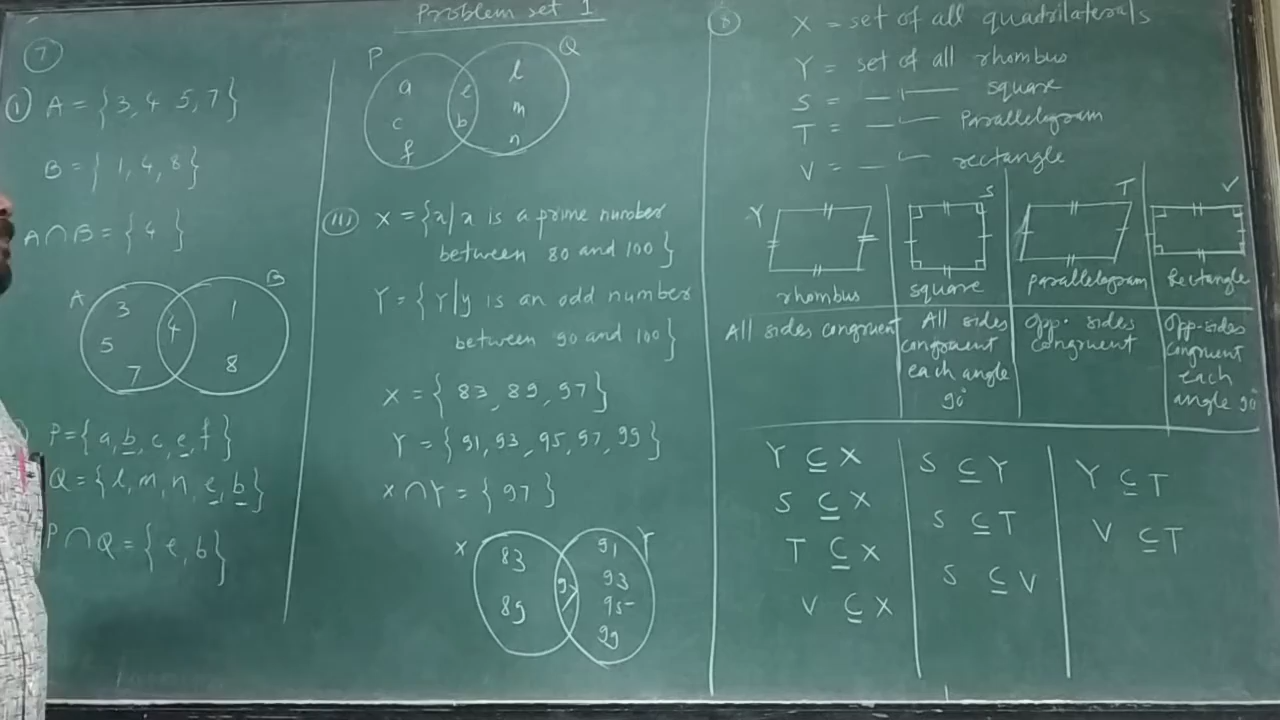 Problem set 1
7
i) A = {3, 4 5, 7}
B = { 1, 4, 8}
A ∩ B = { 4 }
A
B
3
5
7
4
1
8
P={ a, b, c, e, f }
Q={ l, m, n, e, b}
P ∩ Q = { e, b}
P
Q
a
c
f
e
b
l
m
n
iii) X = {x/x is a prime number
between 80 and 100 }
Y = { Y/y is an odd number
between 90 and 100 }
X = { 83, 89, 97 }
Y = { 91, 93, 95, 97, 99}
X ∩ Y = { 97 }
X
Y
83
89
97
91
93
95
99
8
X = set of all quadrilaterals
Y = set of all rhombus
S = — ι — square
T = — ι — Parallelogram
V = — ι — rectangle
Y
S
T
V
rhombus square parallelogram Rectangle
All sides congruent
All sides
congruent
each angle
90°
Opp. sides
congruent
Opp-sides
congruent
each
angle 90°
Y ⊆ X
S ⊆ X
T ⊆ X
V ⊆ X
S ⊆ Y
S ⊆ T
S ⊆ V
Y ⊆ T
V ⊆ T